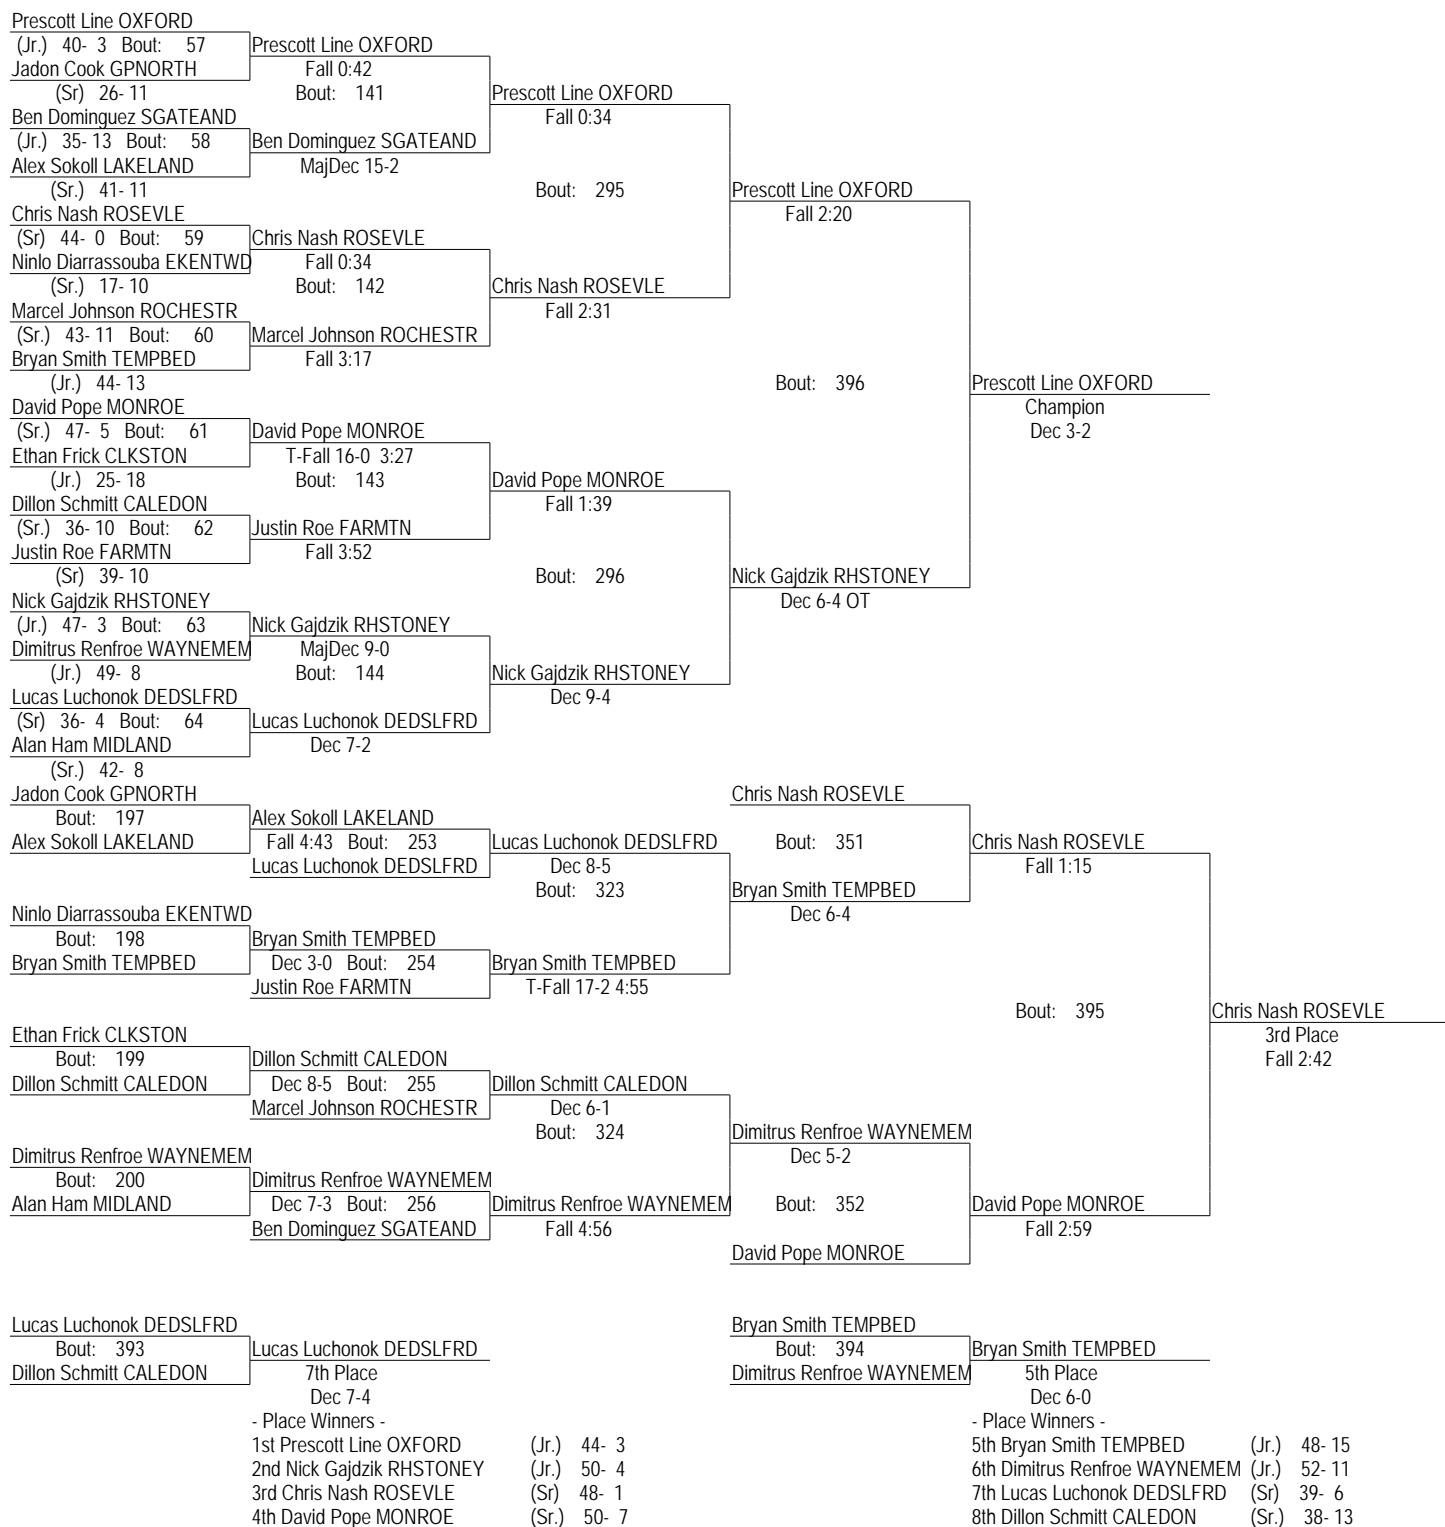 Prescott Line OXFORD
(Jr.) 40- 3 Bout: 57 Prescott Line OXFORD
Jadon Cook GPNORTH Fall 0:42
(Sr) 26- 11 Bout: 141 Prescott Line OXFORD
Ben Dominguez SGATEAND Fall 0:34
(Jr.) 35- 13 Bout: 58 Ben Dominguez SGATEAND
Alex Sokoll LAKELAND MajDec 15-2
(Sr.) 41- 11 Bout: 295 Prescott Line OXFORD
Chris Nash ROSEVLE Fall 2:20
(Sr) 44- 0 Bout: 59 Chris Nash ROSEVLE
Ninlo Diarrassouba EKENTWD Fall 0:34
(Sr.) 17- 10 Bout: 142 Chris Nash ROSEVLE
Marcel Johnson ROCHESTR Fall 2:31
(Sr.) 43- 11 Bout: 60 Marcel Johnson ROCHESTR
Bryan Smith TEMPBED Fall 3:17
(Jr.) 44- 13 Bout: 396 Prescott Line OXFORD
David Pope MONROE Champion
(Sr.) 47- 5 Bout: 61 David Pope MONROE Dec 3-2
Ethan Frick CLKSTON T-Fall 16-0 3:27
(Jr.) 25- 18 Bout: 143 David Pope MONROE
Dillon Schmitt CALEDON Fall 1:39
(Sr.) 36- 10 Bout: 62 Justin Roe FARMTN
Justin Roe FARMTN Fall 3:52
(Sr) 39- 10 Bout: 296 Nick Gajdzik RHSTONEY
Nick Gajdzik RHSTONEY Dec 6-4 OT
(Jr.) 47- 3 Bout: 63 Nick Gajdzik RHSTONEY
Dimitrus Renfroe WAYNEMEM MajDec 9-0
(Jr.) 49- 8 Bout: 144 Nick Gajdzik RHSTONEY
Lucas Luchonok DEDSLFRD Dec 9-4
(Sr) 36- 4 Bout: 64 Lucas Luchonok DEDSLFRD
Alan Ham MIDLAND Dec 7-2
(Sr.) 42- 8
Jadon Cook GPNORTH Chris Nash ROSEVLE
Bout: 197 Alex Sokoll LAKELAND
Alex Sokoll LAKELAND Fall 4:43 Bout: 253 Lucas Luchonok DEDSLFRD Bout: 351 Chris Nash ROSEVLE
Lucas Luchonok DEDSLFRD Dec 8-5 Fall 1:15
Bout: 323 Bryan Smith TEMPBED
Ninlo Diarrassouba EKENTWD Dec 6-4
Bout: 198 Bryan Smith TEMPBED
Bryan Smith TEMPBED Dec 3-0 Bout: 254 Bryan Smith TEMPBED
Justin Roe FARMTN T-Fall 17-2 4:55
Bout: 395 Chris Nash ROSEVLE
Ethan Frick CLKSTON 3rd Place
Bout: 199 Dillon Schmitt CALEDON Fall 2:42
Dillon Schmitt CALEDON Dec 8-5 Bout: 255 Dillon Schmitt CALEDON
Marcel Johnson ROCHESTR Dec 6-1
Bout: 324 Dimitrus Renfroe WAYNEMEM
Dimitrus Renfroe WAYNEMEM Dec 5-2
Bout: 200 Dimitrus Renfroe WAYNEMEM
Alan Ham MIDLAND Dec 7-3 Bout: 256 Dimitrus Renfroe WAYNEMEM Bout: 352 David Pope MONROE
Ben Dominguez SGATEAND Fall 4:56 Fall 2:59
David Pope MONROE
Lucas Luchonok DEDSLFRD Bryan Smith TEMPBED
Bout: 393 Lucas Luchonok DEDSLFRD Bout: 394 Bryan Smith TEMPBED
Dillon Schmitt CALEDON 7th Place Dimitrus Renfroe WAYNEMEM 5th Place
Dec 7-4 Dec 6-0
- Place Winners - - Place Winners -
1st Prescott Line OXFORD (Jr.) 44- 3 5th Bryan Smith TEMPBED (Jr.) 48- 15
2nd Nick Gajdzik RHSTONEY (Jr.) 50- 4 6th Dimitrus Renfroe WAYNEMEM (Jr.) 52- 11
3rd Chris Nash ROSEVLE (Sr) 48- 1 7th Lucas Luchonok DEDSLFRD (Sr) 39- 6
4th David Pope MONROE (Sr.) 50- 7 8th Dillon Schmitt CALEDON (Sr.) 38- 13